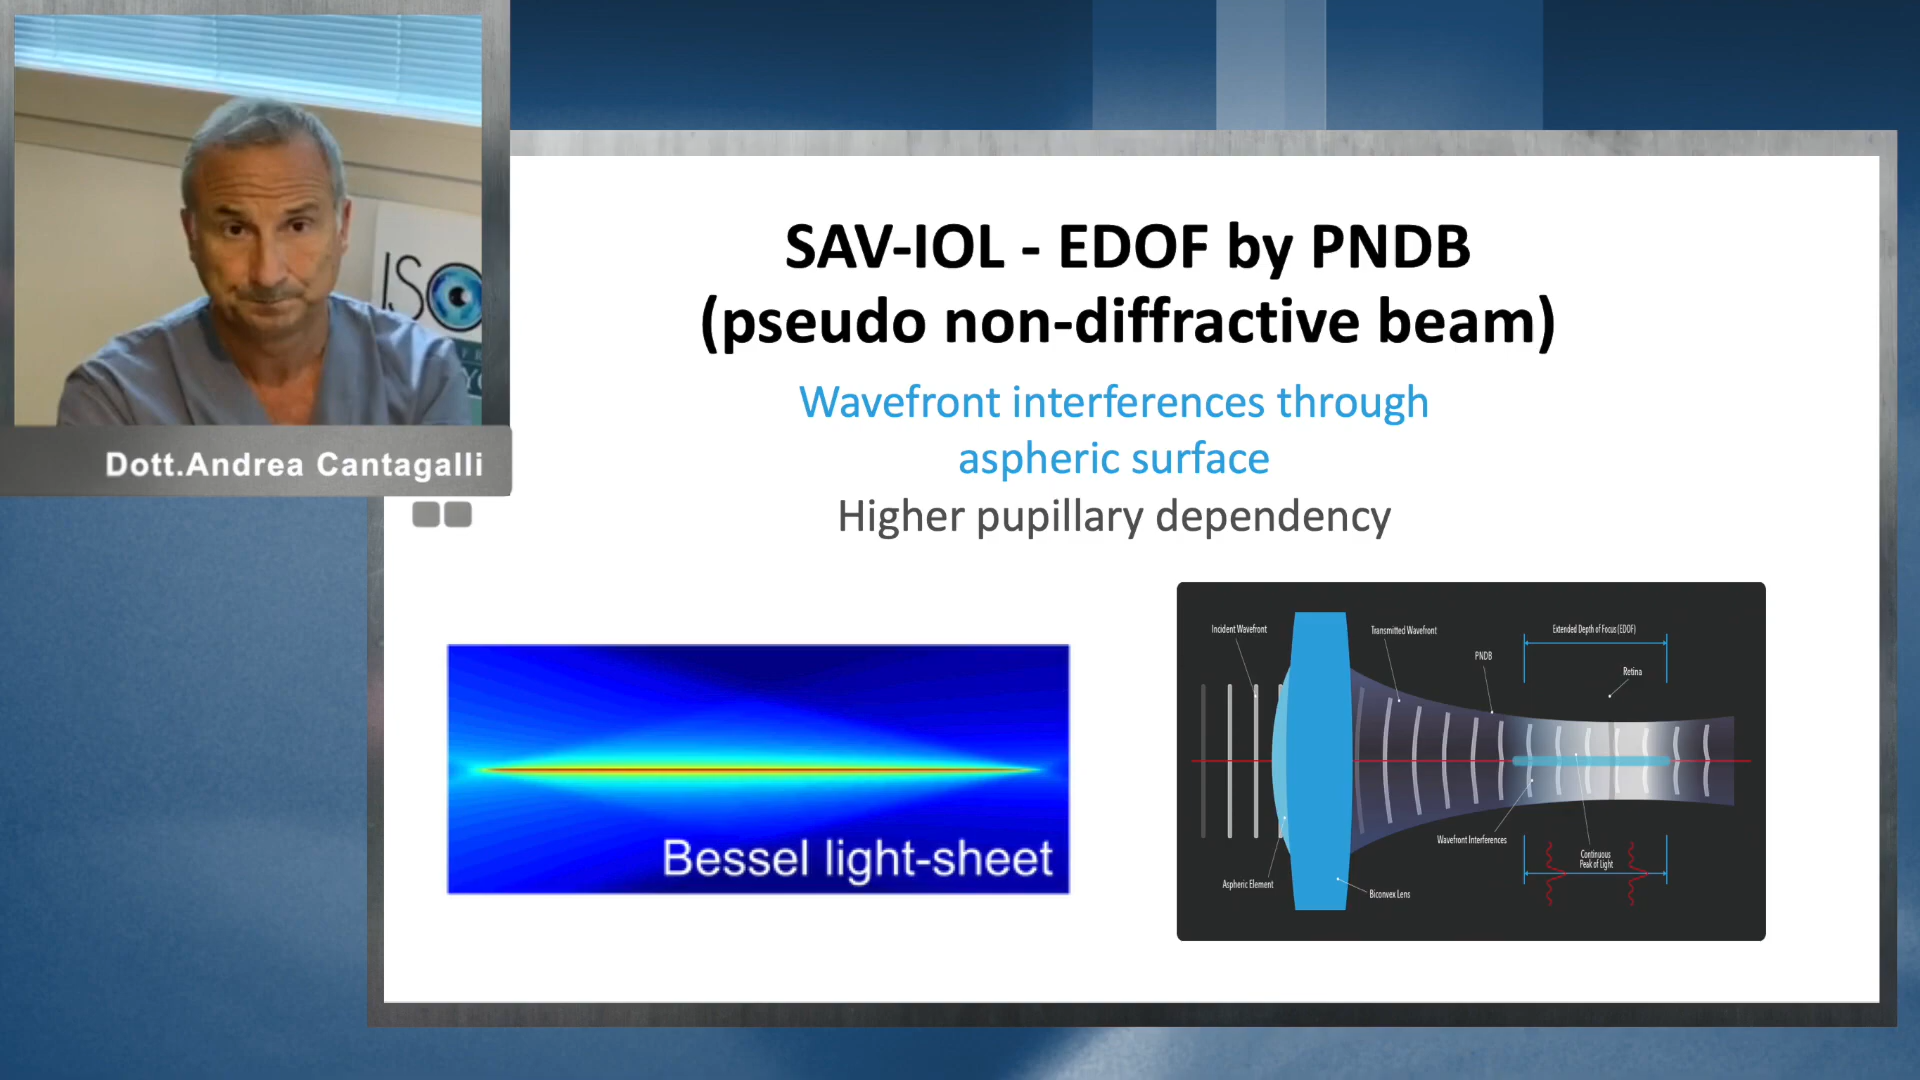 ISO
Dott.Andrea Cantagalli
SAV-IOL - EDOF by PNDB
(pseudo non-diffractive beam)
Wavefront interferences through
aspheric surface
Higher pupillary dependency
Bessel light-sheet
Incident Wavefront
Transmitted Wavefront
PNDB
Extended Depth of Focus (EDOF)
Retina
Wavefront Interferences
Continuous
Peak of Light
Aspheric Element
Biconvex Lens